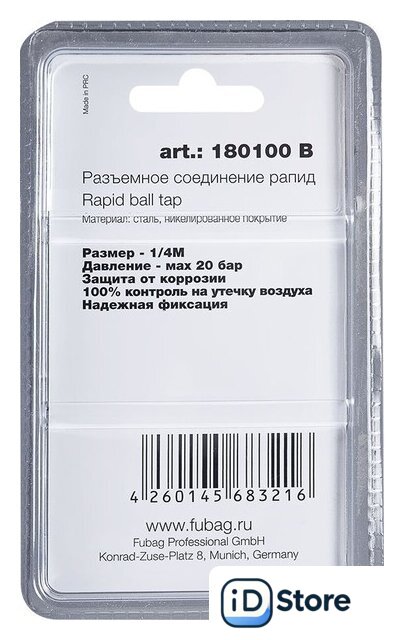 Made in PRC
art.: 180100 B
Разъемное соединение рапид
Rapid ball tap
Материал: сталь, никелированное покрытие
Размер - 1/4M
Давление - мах 20 бар
Защита от коррозии
100% контроль на утечку воздуха
Надежная фиксация
4 260145 683216
www.fubag.ru
Fubag Professional GmbH
Konrad-Zuse-Platz 8, Munich, Germany
iD Store